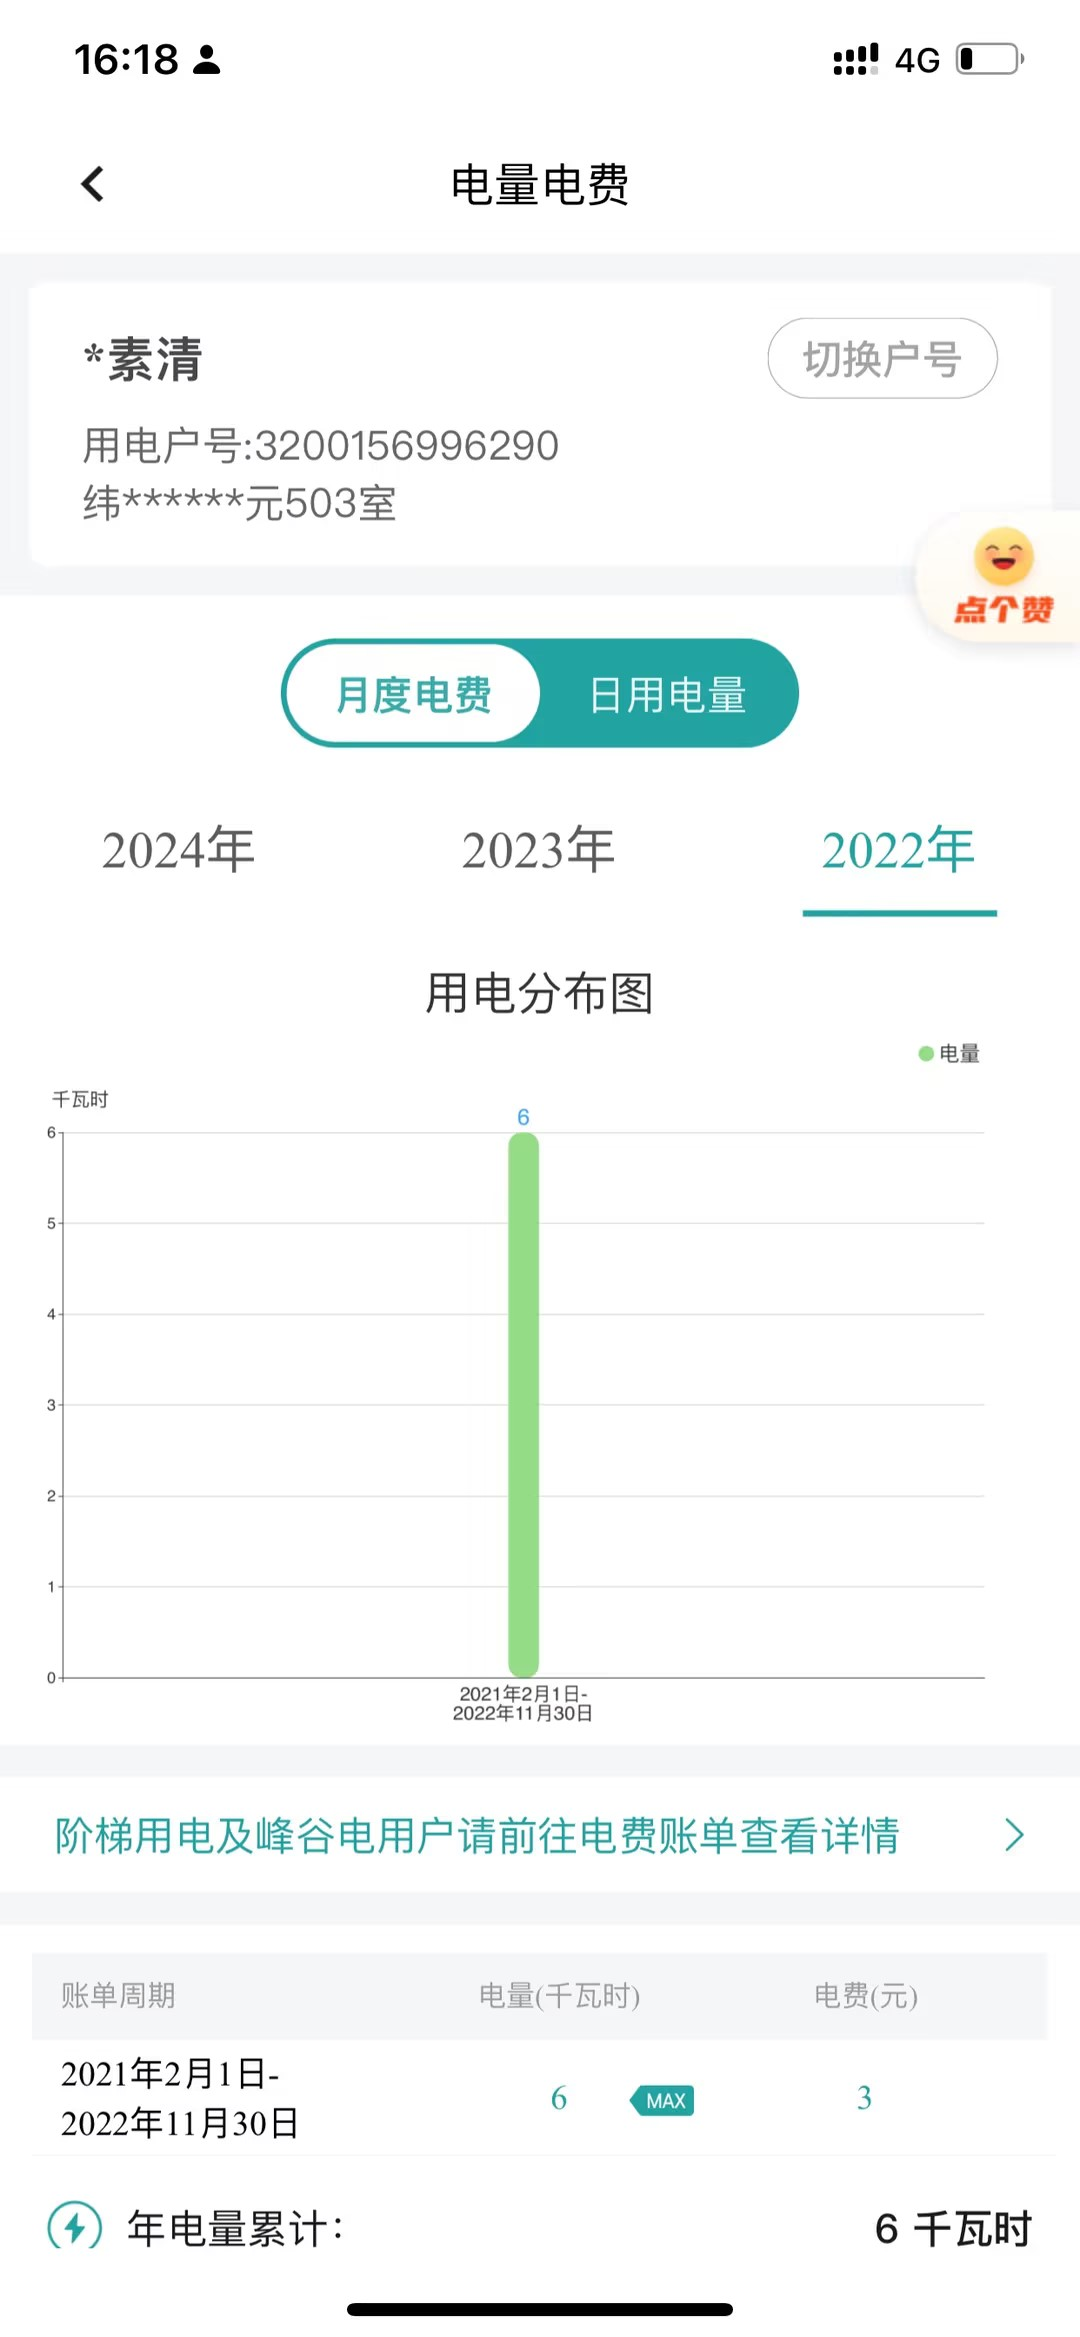 16:18
4G
电量电费
*素清
切换户号
用电户号:3200156996290
纬******元503室
点个赞
月度电费
日用电量
2024年
2023年
2022年
用电分布图
电量
千瓦时
6
6
5
4
3
2
1
0
2021年2月1日-
2022年11月30日
阶梯用电及峰谷电用户请前往电费账单查看详情
账单周期
电量(千瓦时)
电费(元)
2021年2月1日-
2022年11月30日
6
MAX
3
年电量累计:
6 千瓦时